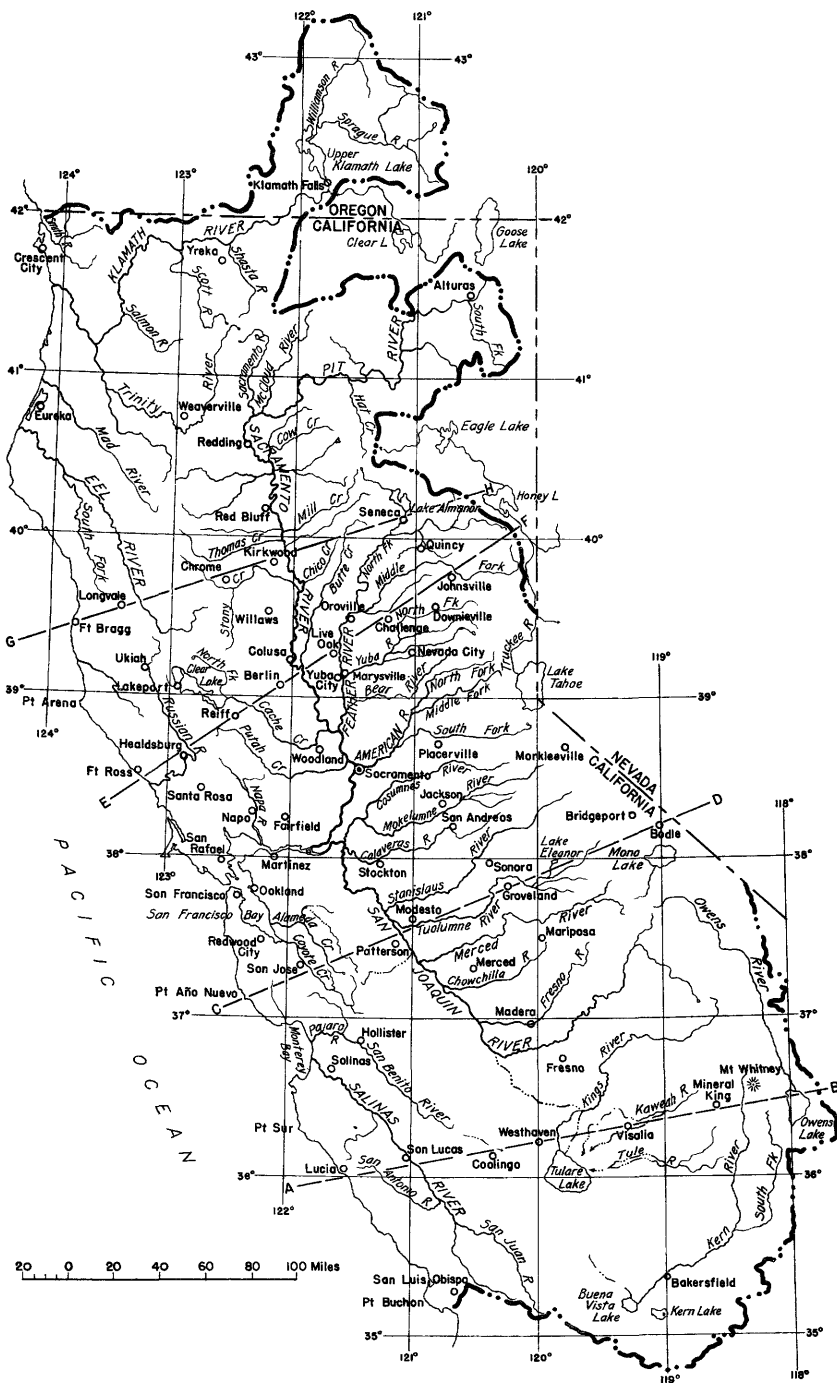 122°
121°
43°
43°
Williamson R
Sprague R
Upper
Klamath Lake
Klamath Falls
124°
123°
120°
42°
42°
OREGON
CALIFORNIA
Clear L
Goose
Lake
Smith R
Crescent
City
KLAMATH
RIVER
Yreka
Shasta R
Scott R
Salmon R
Alturas
South Fk
41°
41°
Trinity
River
Sacramento R
McCloud River
PIT
RIVER
Weaverville
Hat Cr
Eureka
Mad River
Redding
SACRAMENTO
RIVER
Cow Cr
Eagle Lake
EEL
RIVER
South Fork
Red Bluff
Mill Cr
Seneca
Lake Almanor
H
Honey L
F
40°
40°
Thomas Cr
Kirkwood
Chrome
Chico Cr
Butte Cr
North Fk
Middle Fork
Quincy
Johnsville
Longvale
G
Ft Bragg
Stony Cr
Willaws
Oroville
North Fk
Challenge
Downieville
Live
Oak
Colusa
Ukiah
North Fk
Clear
Lake
Berlin
Yuba R
Nevada City
Truckee R
Yuba
City
Marysville
FEATHER RIVER
Bear River
North Fork
Middle Fork
Lake
Tahoe
119°
39°
39°
Lakeport
Pt Arena
Reiff
Cache Cr
Putah Cr
Russian R
124°
Healdsburg
Woodland
AMERICAN R
South Fork
Placerville
Morkleeville
NEVADA
CALIFORNIA
Ft Ross
E
Santa Rosa
Sacramento
Cosumnes River
Jackson
Mokelumne River
San Andreas
Napa R
Napo
Fairfield
Bridgeport
D
118°
Bodie
San
Rafael
38°
38°
123°
Martinez
Calaveras R
Stockton
Stanislaus River
Sonora
Lake
Eleanor
Mono
Lake
San Francisco
Oakland
San Francisco Bay
Alameda Cr
Modesto
Groveland
Tuolumne River
Redwood
City
Coyote Cr
San Jose
Patterson
SAN JOAQUIN
RIVER
Merced River
Mariposa
Merced
Chowchilla R
Fresno R
Owens
River
PACIFIC OCEAN
Pt Año Nuevo
C
37°
37°
Madera
Pajaro R
Hollister
Monterey
Bay
Salinas
San Benito River
SALINAS
RIVER
Fresno
Kings River
Mt Whitney
Mineral
King
B
Kaweah R
Owens
Lake
Pt Sur
Westhaven
Visalia
San Lucas
Coalinga
Tule R
Lucia
San Antonio R
Tulare Lake
36°
36°
A
122°
Kern River
South Fk
20 0 20 40 60 80 100 Miles
San Juan R
San Luis Obispo
Pt Buchon
Bakersfield
Buena
Vista
Lake
Kern Lake
35°
35°
121°
120°
119°
118°